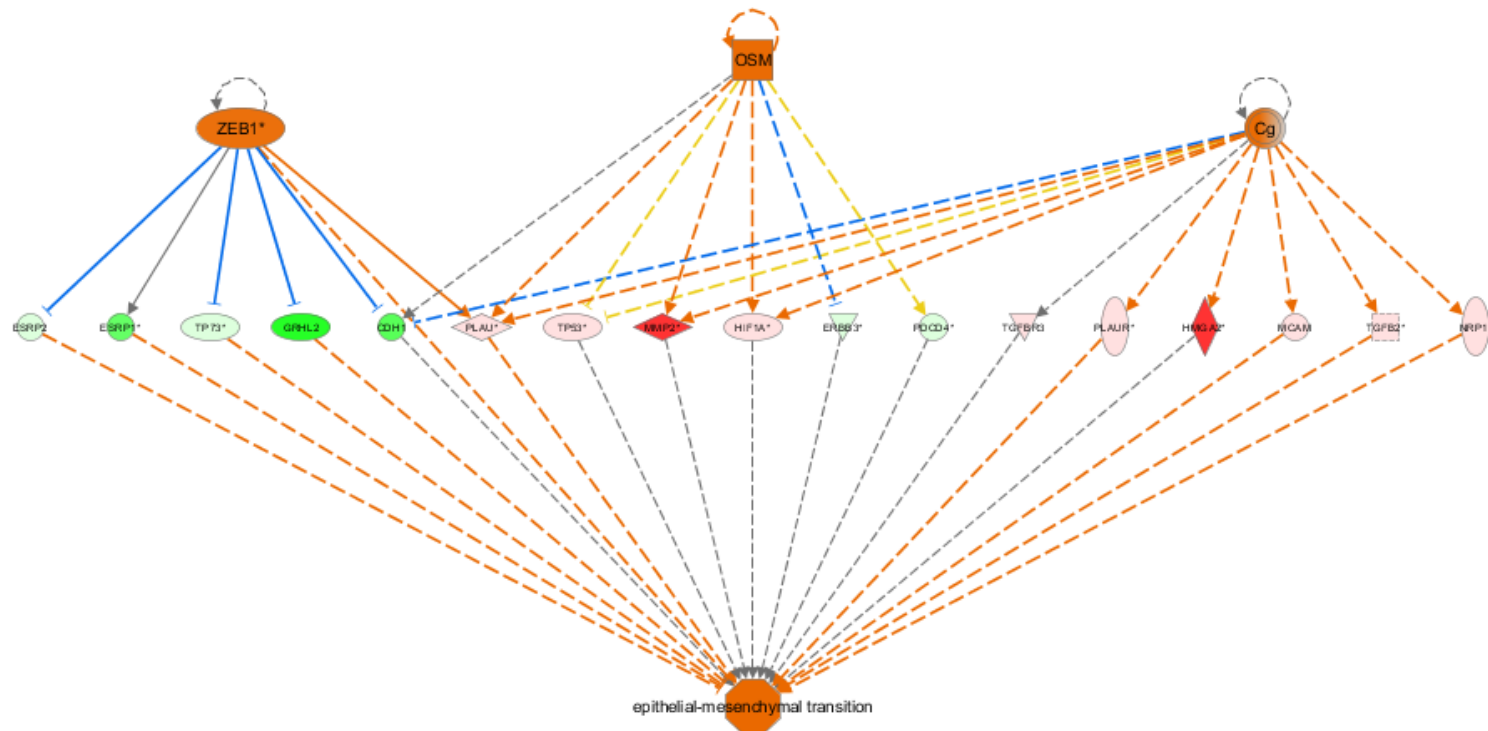 OSM
ZEB1*
Cg
ESRP2
ESRP1*
TP73*
GRHL2
CDH1
PLAU*
TP53*
MMP2*
HIF1A*
ERBB3*
PDCD4*
TGFBR3
PLAUR*
HMGA2*
MCAM
TGFB2*
NRP1
epithelial-mesenchymal transition